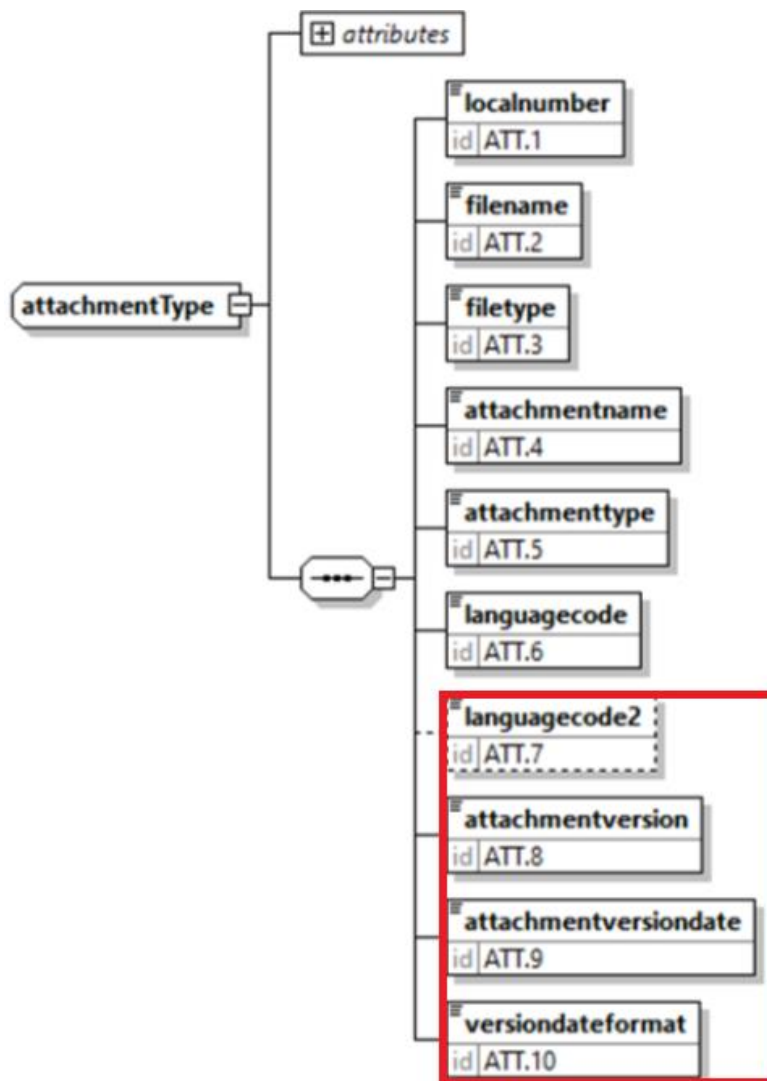 attributes
localnumber
id ATT.1
filename
id ATT.2
filetype
id ATT.3
attachmentType
attachmentname
id ATT.4
attachmenttype
id ATT.5
languagecode
id ATT.6
languagecode2
id ATT.7
attachmentversion
id ATT.8
attachmentversiondate
id ATT.9
versiondateformat
id ATT.10